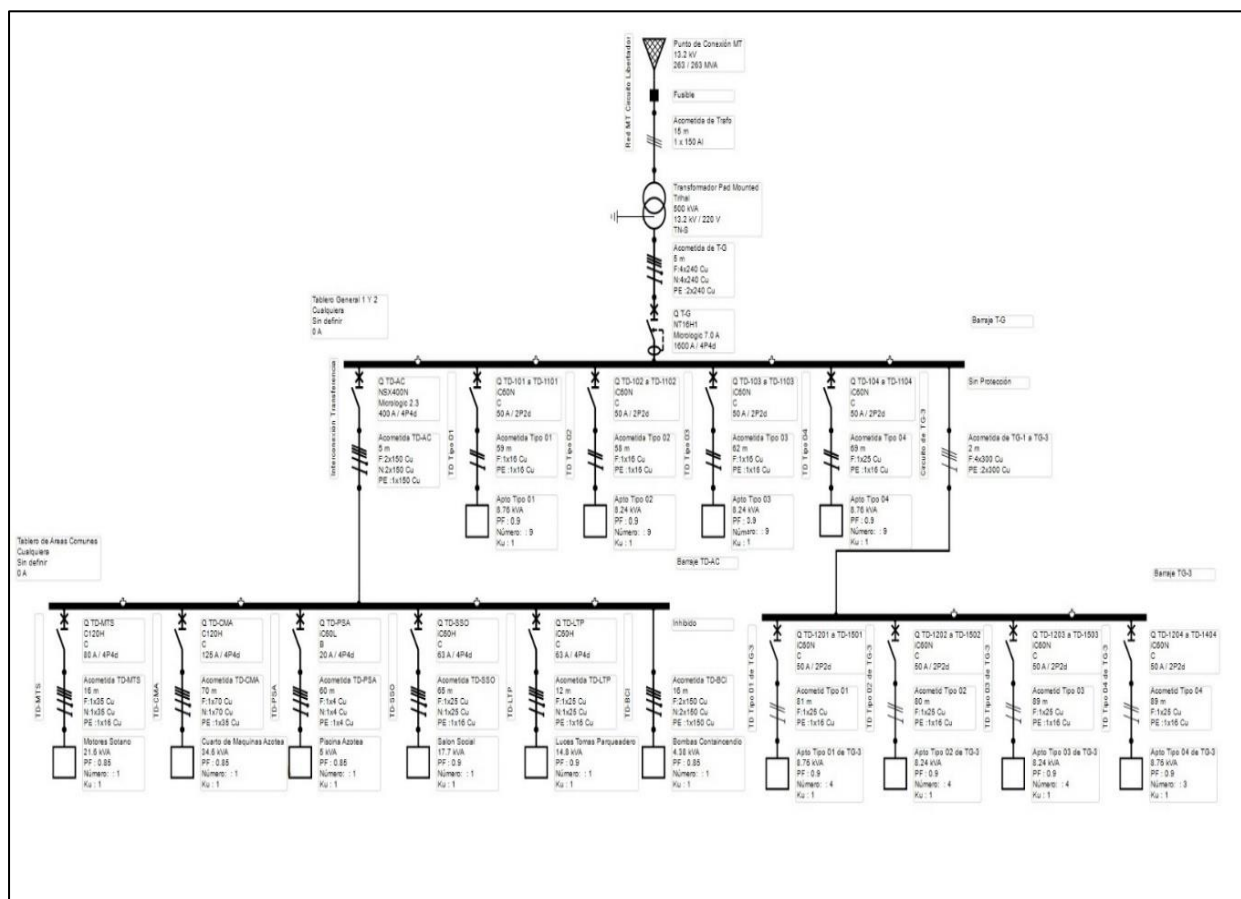 Punto de Conexión MT
13.2 kV
263 / 263 MVA
Red MT Circuito Libertador
Fusible
Acometida de Trafo
15 m
1 x 150 Al
Transformador Pad Mounted
Trihal
500 kVA
13.2 kV / 220 V
TN-S
Acometida de T-G
5 m
F:4x240 Cu
N:4x240 Cu
PE :2x240 Cu
Tablero General 1 Y 2
Cualquiera
Sin definir
0 A
Q T-G
NT16H1
Micrologic 7.0 A
1600 A / 4P4d
Barraje T-G
Interconexión Transferencia
Q TD-AC
NSX400N
Micrologic 2.3
400 A / 4P4d
Acometida TD-AC
5 m
F:2x150 Cu
N:2x150 Cu
PE :1x150 Cu
TD Tipo 01
Q TD-101 a TD-1101
iC60N
C
50 A / 2P2d
Acometida Tipo 01
59 m
F:1x16 Cu
PE :1x16 Cu
Apto Tipo 01
8.76 kVA
PF : 0.9
Número: : 9
Ku : 1
TD Tipo 02
Q TD-102 a TD-1102
iC60N
C
50 A / 2P2d
Acometida Tipo 02
58 m
F:1x16 Cu
PE :1x16 Cu
Apto Tipo 02
8.24 kVA
PF : 0.9
Número: : 9
Ku : 1
TD Tipo 03
Q TD-103 a TD-1103
iC60N
C
50 A / 2P2d
Acometida Tipo 03
62 m
F:1x16 Cu
PE :1x16 Cu
Apto Tipo 03
8.24 kVA
PF : 0.9
Número: : 9
Ku : 1
TD Tipo 04
Q TD-104 a TD-1104
iC60N
C
50 A / 2P2d
Acometida Tipo 04
69 m
F:1x25 Cu
PE :1x16 Cu
Apto Tipo 04
8.76 kVA
PF : 0.9
Número: : 9
Ku : 1
Circuito de TG-3
Sin Protección
Acometida de TG-1 a TG-3
2 m
F:4x300 Cu
PE :2x300 Cu
Tablero de Areas Comunes
Cualquiera
Sin definir
0 A
Barraje TD-AC
Barraje TG-3
TD-MTS
Q TD-MTS
C120H
C
80 A / 4P4d
Acometida TD-MTS
16 m
F:1x35 Cu
N:1x35 Cu
PE :1x16 Cu
Motores Sotano
21.6 kVA
PF : 0.85
Número: : 1
Ku : 1
TD-CMA
Q TD-CMA
C120H
C
125 A / 4P4d
Acometida TD-CMA
70 m
F:1x70 Cu
N:1x70 Cu
PE :1x35 Cu
Cuarto de Maquinas Azotea
PF : 0.85
Número: : 1
Ku : 1
TD-PSA
Q TD-PSA
iC60L
B
20 A / 4P4d
Acometida TD-PSA
60 m
F:1x4 Cu
N:1x4 Cu
PE :1x4 Cu
Piscina Azotea
5 kVA
PF : 0.85
Número: : 1
Ku : 1
TD-SSO
Q TD-SSO
iC60H
C
63 A / 4P4d
Acometida TD-SSO
65 m
F:1x25 Cu
N:1x25 Cu
PE :1x16 Cu
Salon Social
17.7 kVA
PF : 0.9
Número: : 1
Ku : 1
TD-LTP
Q TD-LTP
iC60H
C
63 A / 4P4d
Acometida TD-LTP
12 m
F:1x25 Cu
N:1x25 Cu
PE :1x16 Cu
Luces Tomas Parqueadero
14.8 kVA
PF : 0.9
Número: : 1
Ku : 1
TD-BCI
Inhibido
Acometida TD-BCI
16 m
F:2x150 Cu
N:2x150 Cu
PE :1x150 Cu
Bombas Containcendio
4.38 kVA
PF : 0.85
Número: : 1
Ku : 1
TD Tipo 01 de TG-3
Q TD-1201 a TD-1501
iC60N
C
50 A / 2P2d
Acometid Tipo 01
81 m
F:1x25 Cu
PE :1x16 Cu
Apto Tipo 01 de TG-3
8.76 kVA
PF : 0.9
Número: : 4
Ku : 1
TD Tipo 02 de TG-3
Q TD-1202 a TD-1502
iC60N
C
50 A / 2P2d
Acometid Tipo 02
80 m
F:1x25 Cu
PE :1x16 Cu
Apto Tipo 02 de TG-3
8.24 kVA
PF : 0.9
Número: : 4
Ku : 1
TD Tipo 03 de TG-3
Q TD-1203 a TD-1503
iC60N
C
50 A / 2P2d
Acometid Tipo 03
89 m
F:1x25 Cu
PE :1x16 Cu
Apto Tipo 03 de TG-3
8.24 kVA
PF : 0.9
Número: : 4
Ku : 1
TD Tipo 04 de TG-3
Q TD-1204 a TD-1404
iC60N
C
50 A / 2P2d
Acometid Tipo 04
89 m
F:1x25 Cu
PE :1x16 Cu
Apto Tipo 04 de TG-3
8.76 kVA
PF : 0.9
Número: : 3
Ku : 1